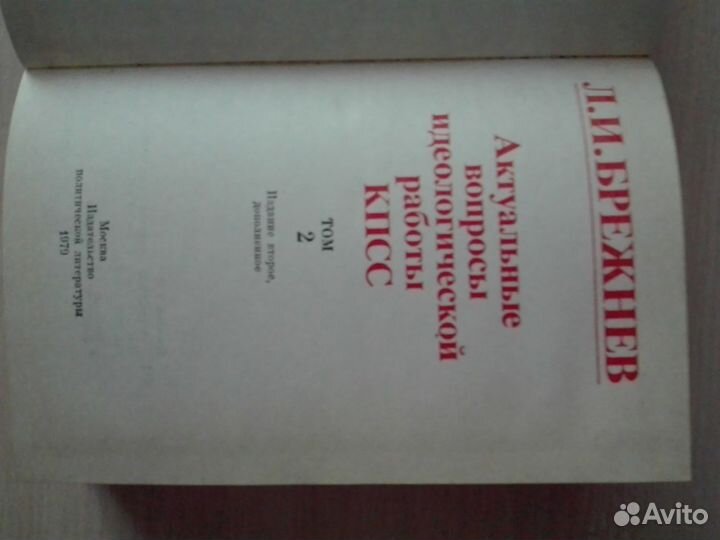 Л.И.БРЕЖНЕВ
Актуальные
вопросы
идеологической
работы
КПСС
ТОМ
2
Издание второе,
дополненное
Москва
Издательство
политической литературы
1979
Avito